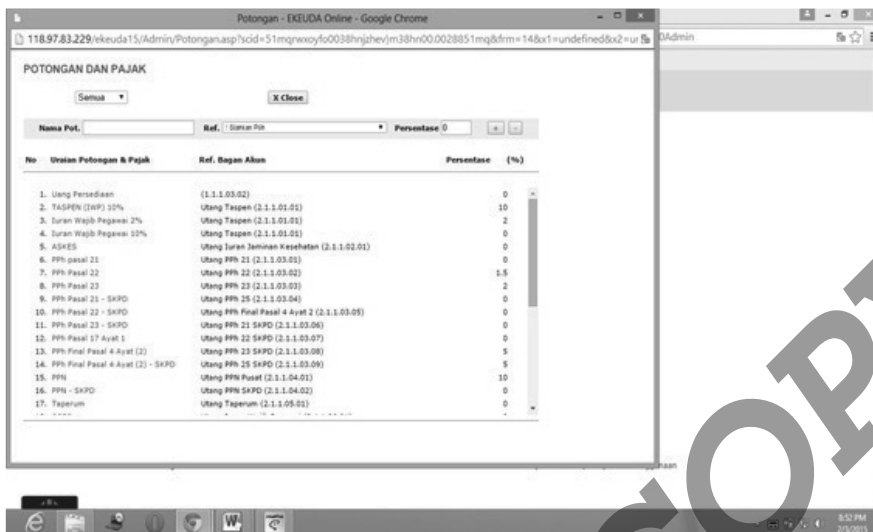 Potongan - EKEUDA Online - Google Chrome
118.97.83.229/ekeuda15/Admin/Potongan.asp?
0Admin
POTONGAN DAN PAJAK
Semua
X Close
Nama Pot. Ref. Persentase 0 + -
No Uraian Potongan & Pajak Ref. Bagan Akun Persentase (%)
1. Uang Persediaan (1.1.1.03.02) 0
2. TASPEN (IWP) 10% Utang Taspen (2.1.1.01.01) 10
3. Iuran Wajib Pegawai 2% Utang Taspen (2.1.1.01.01) 2
4. Iuran Wajib Pegawai 10% Utang Taspen (2.1.1.01.01) 0
5. ASKES Utang Iuran Jaminan Kesehatan (2.1.1.02.01) 0
6. PPh pasal 21 Utang PPh 21 (2.1.1.03.01) 0
7. PPh Pasal 22 Utang PPh 22 (2.1.1.03.02) 1.5
8. PPh Pasal 23 Utang PPh 23 (2.1.1.03.03) 2
9. PPh Pasal 21 - SKPD Utang PPh 25 (2.1.1.03.04) 0
10. PPh Pasal 22 - SKPD Utang PPh Final Pasal 4 Ayat 2 (2.1.1.03.05) 0
11. PPh Pasal 23 - SKPD Utang PPh 21 SKPD (2.1.1.03.06) 0
12. PPh Pasal 17 Ayat 1 Utang PPh 22 SKPD (2.1.1.03.07) 0
13. PPh Final Pasal 4 Ayat (2) Utang PPh 23 SKPD (2.1.1.03.08) 5
14. PPh Final Pasal 4 Ayat (2) - SKPD Utang PPh 25 SKPD (2.1.1.03.09) 5
15. PPN Utang PPN Pusat (2.1.1.04.01) 10
16. PPN - SKPD Utang PPN SKPD (2.1.1.04.02) 0
17. Taperum Utang Taperum (2.1.1.05.01) 0
COPY
8:52 PM
2/3/2015